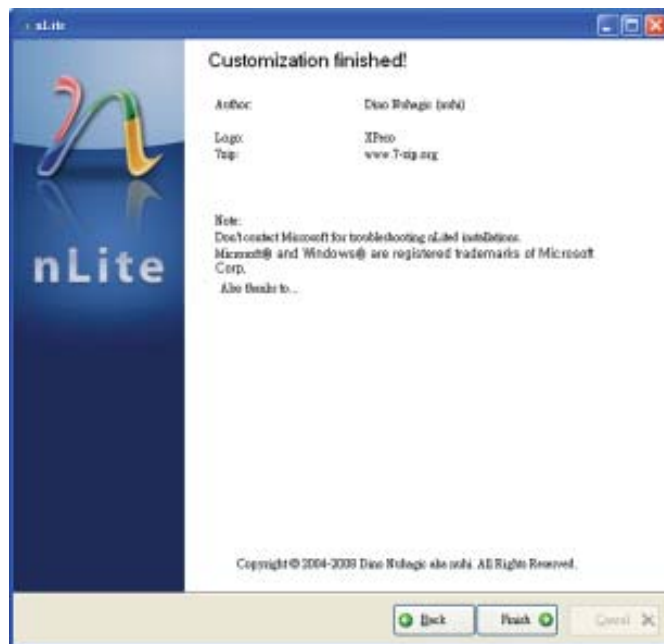 nLite
Customization finished!
Author: Dino Nuhagic (nuhi)
Logo: XPero
7zip: www.7-zip.org
Note:
Don't contact Microsoft for troubleshooting nLited installations.
Microsoft® and Windows® are registered trademarks of Microsoft
Corp.
Also thanks to...
nLite
Copyright © 2004-2008 Dino Nuhagic aka nuhi. All Rights Reserved.
Back Finish Cancel